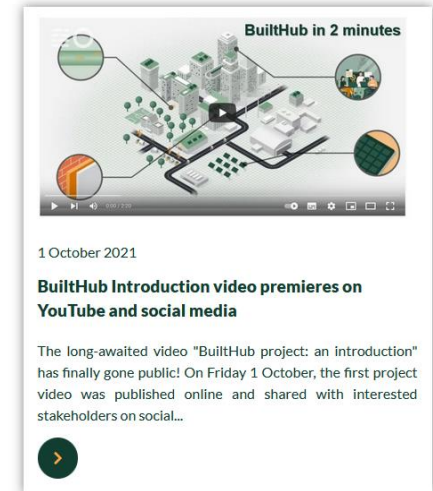 BuiltHub in 2 minutes
1 October 2021
BuiltHub Introduction video premieres on
YouTube and social media
The long-awaited video "BuiltHub project: an introduction"
has finally gone public! On Friday 1 October, the first project
video was published online and shared with interested
stakeholders on social...